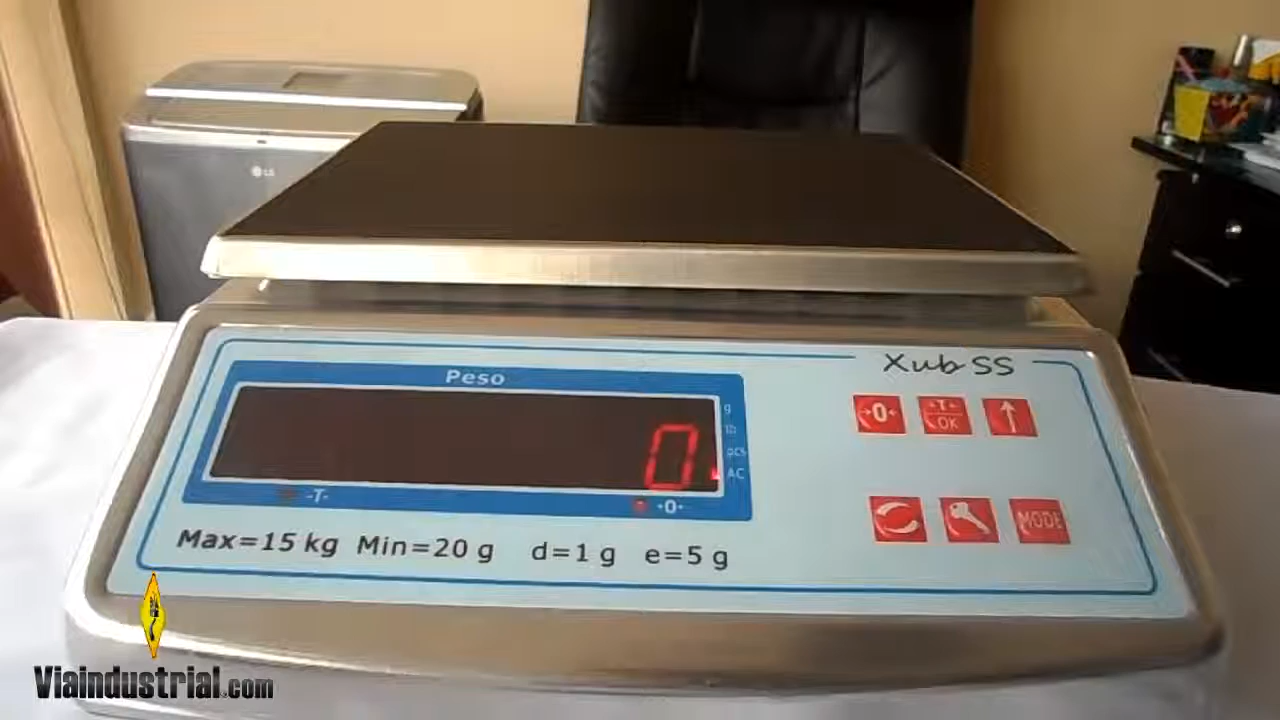 LG
Xub SS
Peso
g
lb
pcs
AC
0.
-T-
→0←
→0←
→T←
OK
MODE
Max=15 kg Min=20 g d=1 g e=5 g
Viaindustrial.com